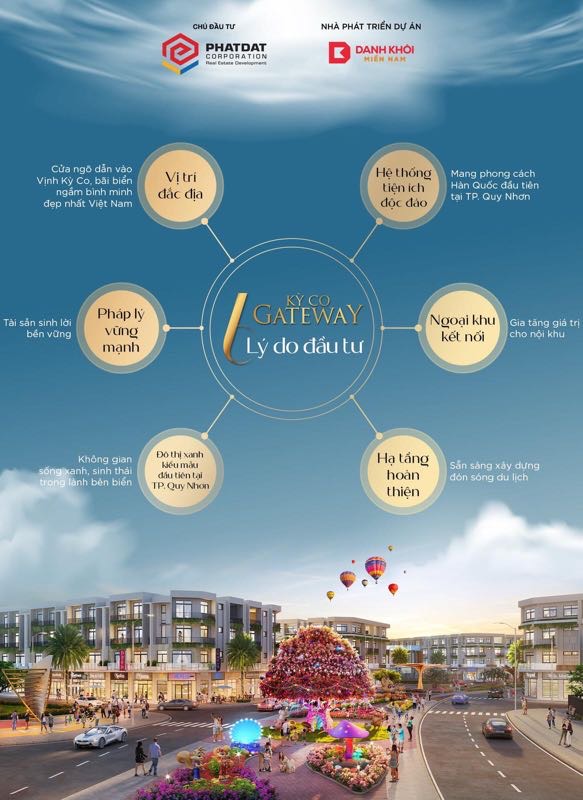 CHỦ ĐẦU TƯ
PHATDAT
CORPORATION
Real Estate Development
NHÀ PHÁT TRIỂN DỰ ÁN
DANH KHÔI
MIỀN NAM
Cửa ngõ dẫn vào
Vịnh Kỳ Co, bãi biển
ngắm bình minh
đẹp nhất Việt Nam
Vị trí
đắc địa
Hệ thống
tiện ích
độc đáo
Mang phong cách
Hàn Quốc đầu tiên
tại TP. Quy Nhơn
Tài sản sinh lời
bền vững
Pháp lý
vững
mạnh
6
KỲ CO
GATEWAY
Lý do đầu tư
Ngoại khu
kết nối
Gia tăng giá trị
cho nội khu
Không gian
sống xanh, sinh thái
trong lành bên biển
Đô thị xanh
kiểu mẫu
đầu tiên tại
TP. Quy Nhơn
Hạ tầng
hoàn
thiện
Sẵn sàng xây dựng
đón sóng du lịch